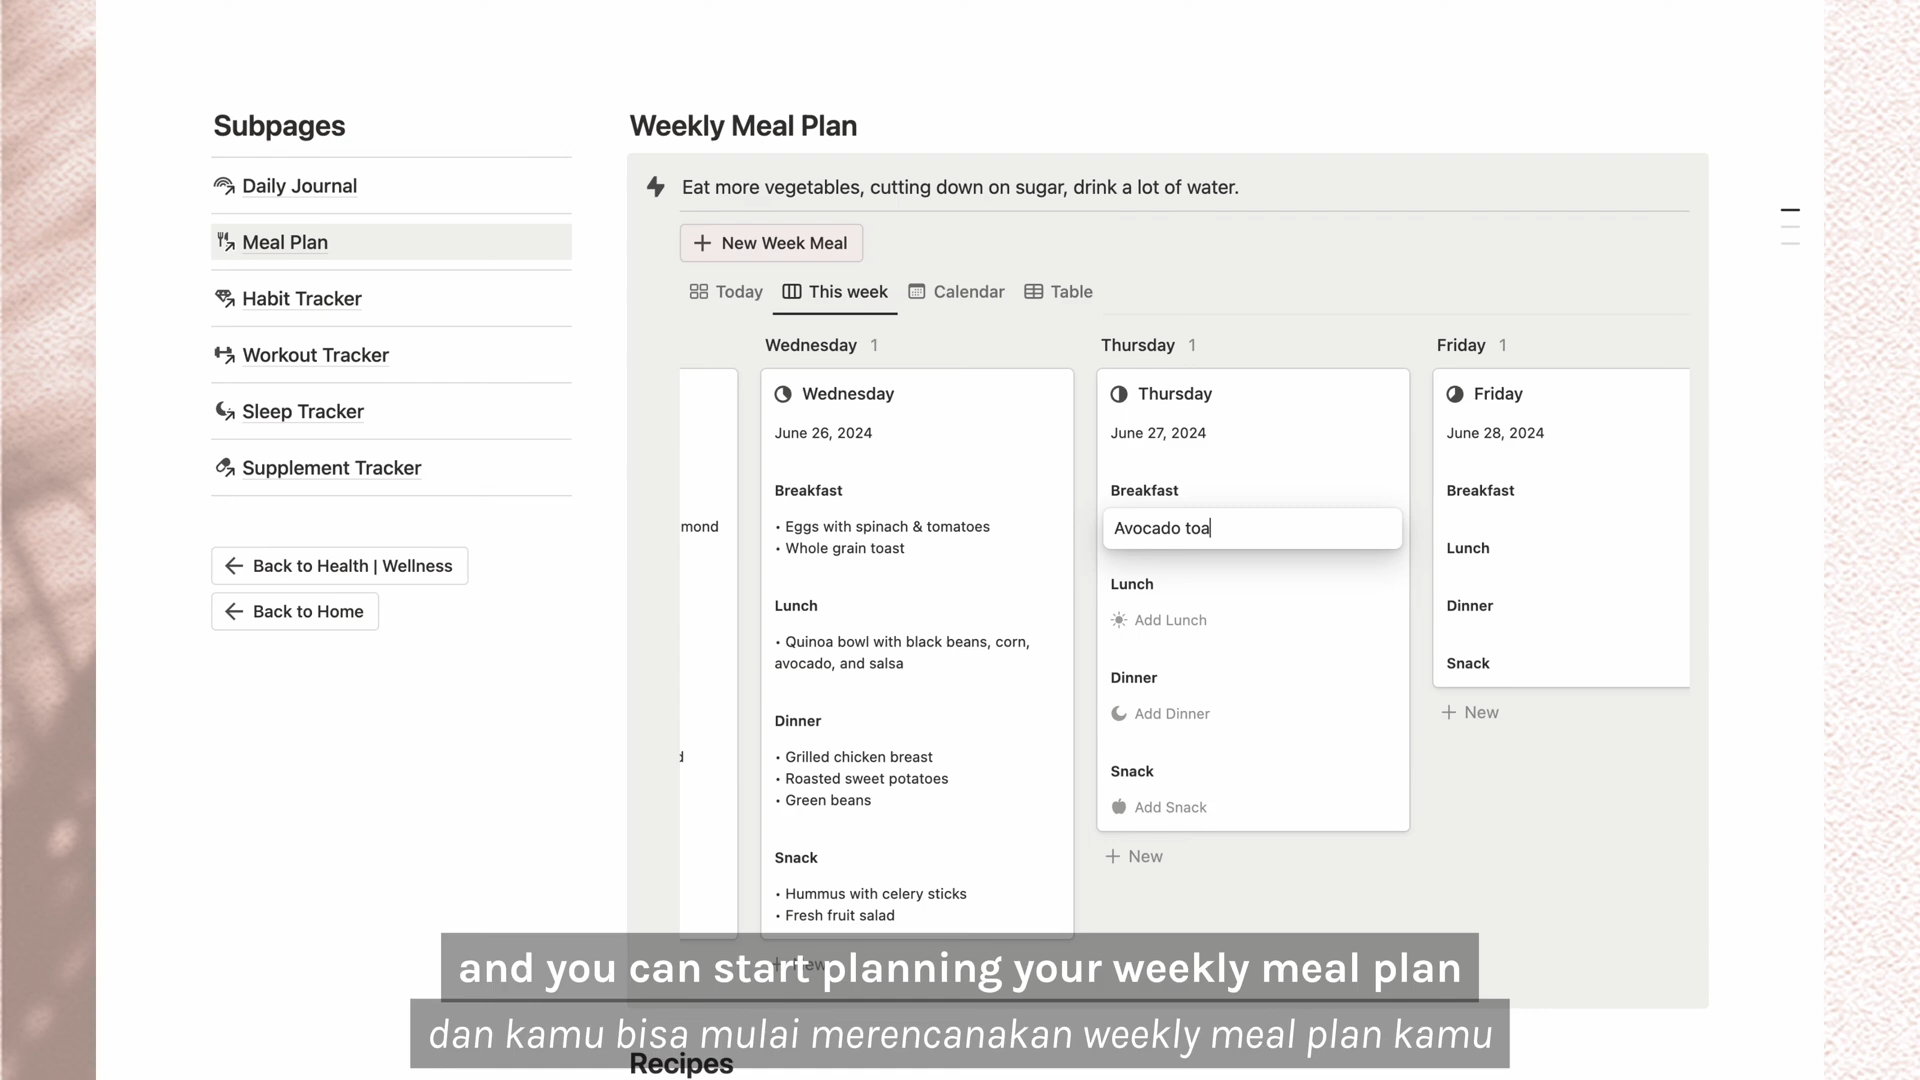 Subpages
Daily Journal
Meal Plan
Habit Tracker
Workout Tracker
Sleep Tracker
Supplement Tracker
Back to Health | Wellness
Back to Home
Weekly Meal Plan
Eat more vegetables, cutting down on sugar, drink a lot of water.
New Week Meal
Today This week Calendar Table
mond
d
Wednesday 1
Wednesday
June 26, 2024
Breakfast
• Eggs with spinach & tomatoes
• Whole grain toast
Lunch
• Quinoa bowl with black beans, corn,
avocado, and salsa
Dinner
• Grilled chicken breast
• Roasted sweet potatoes
• Green beans
Snack
• Hummus with celery sticks
• Fresh fruit salad
+ New
Thursday 1
Thursday
June 27, 2024
Breakfast
Avocado toa
Lunch
Add Lunch
Dinner
Add Dinner
Snack
Add Snack
+ New
Friday 1
Friday
June 28, 2024
Breakfast
Lunch
Dinner
Snack
+ New
and you can start planning your weekly meal plan
dan kamu bisa mulai merencanakan weekly meal plan kamu
Recipes